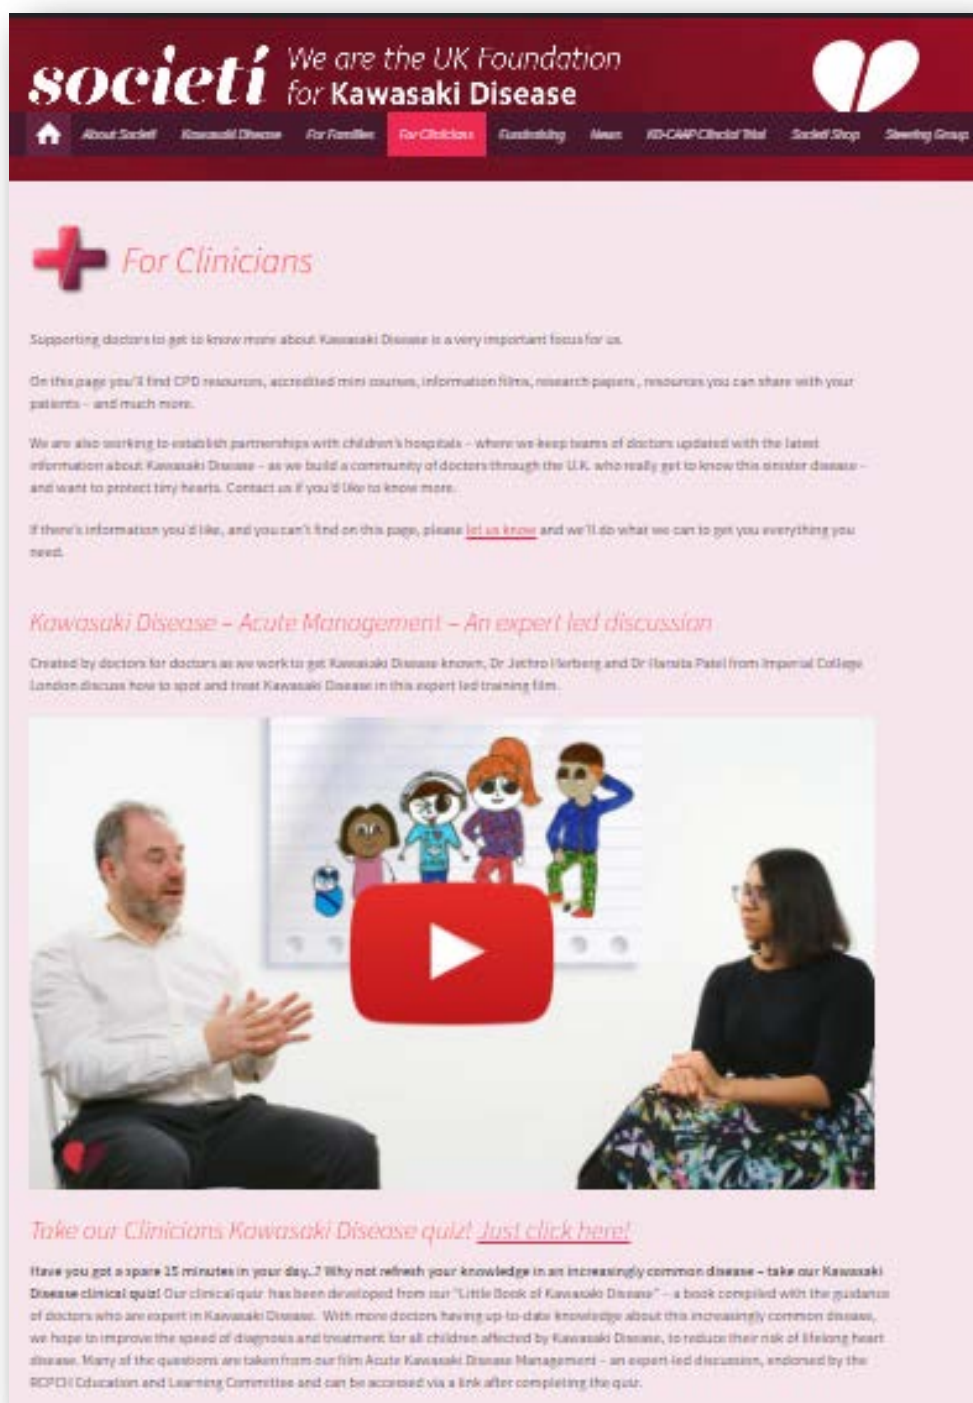 societi We are the UK Foundation
for Kawasaki Disease
About Societi Kawasaki Disease For Families For Clinicians Fundraising News KD-CAAP Clinical Trial Societi Shop Steering Group
For Clinicians
Supporting doctors to get to know more about Kawasaki Disease is a very important focus for us.
On this page you'll find CPD resources, accredited mini courses, information films, research papers, resources you can share with your
patients – and much more.
We are also working to establish partnerships with children's hospitals – where we keep teams of doctors updated with the latest
information about Kawasaki Disease – as we build a community of doctors through the U.K. who really get to know this sinister disease –
and want to protect tiny hearts. Contact us if you'd like to know more.
If there's information you'd like, and you can't find on this page, please let us know and we'll do what we can to get you everything you
need.
Kawasaki Disease – Acute Management – An expert led discussion
Created by doctors for doctors as we work to get Kawasaki Disease known, Dr Jethro Herberg and Dr Harsita Patel from Imperial College
London discuss how to spot and treat Kawasaki Disease in this expert led training film.
Take our Clinicians Kawasaki Disease quiz! Just click here!
Have you got a spare 15 minutes in your day..? Why not refresh your knowledge in an increasingly common disease – take our Kawasaki
Disease clinical quiz! Our clinical quiz has been developed from our "Little Book of Kawasaki Disease" – a book compiled with the guidance
of doctors who are expert in Kawasaki Disease. With more doctors having up-to-date knowledge about this increasingly common disease,
we hope to improve the speed of diagnosis and treatment for all children affected by Kawasaki Disease, to reduce their risk of lifelong heart
disease. Many of the questions are taken from our film Acute Kawasaki Disease Management – an expert-led discussion, endorsed by the
RCPCH Education and Learning Committee and can be accessed via a link after completing the quiz.